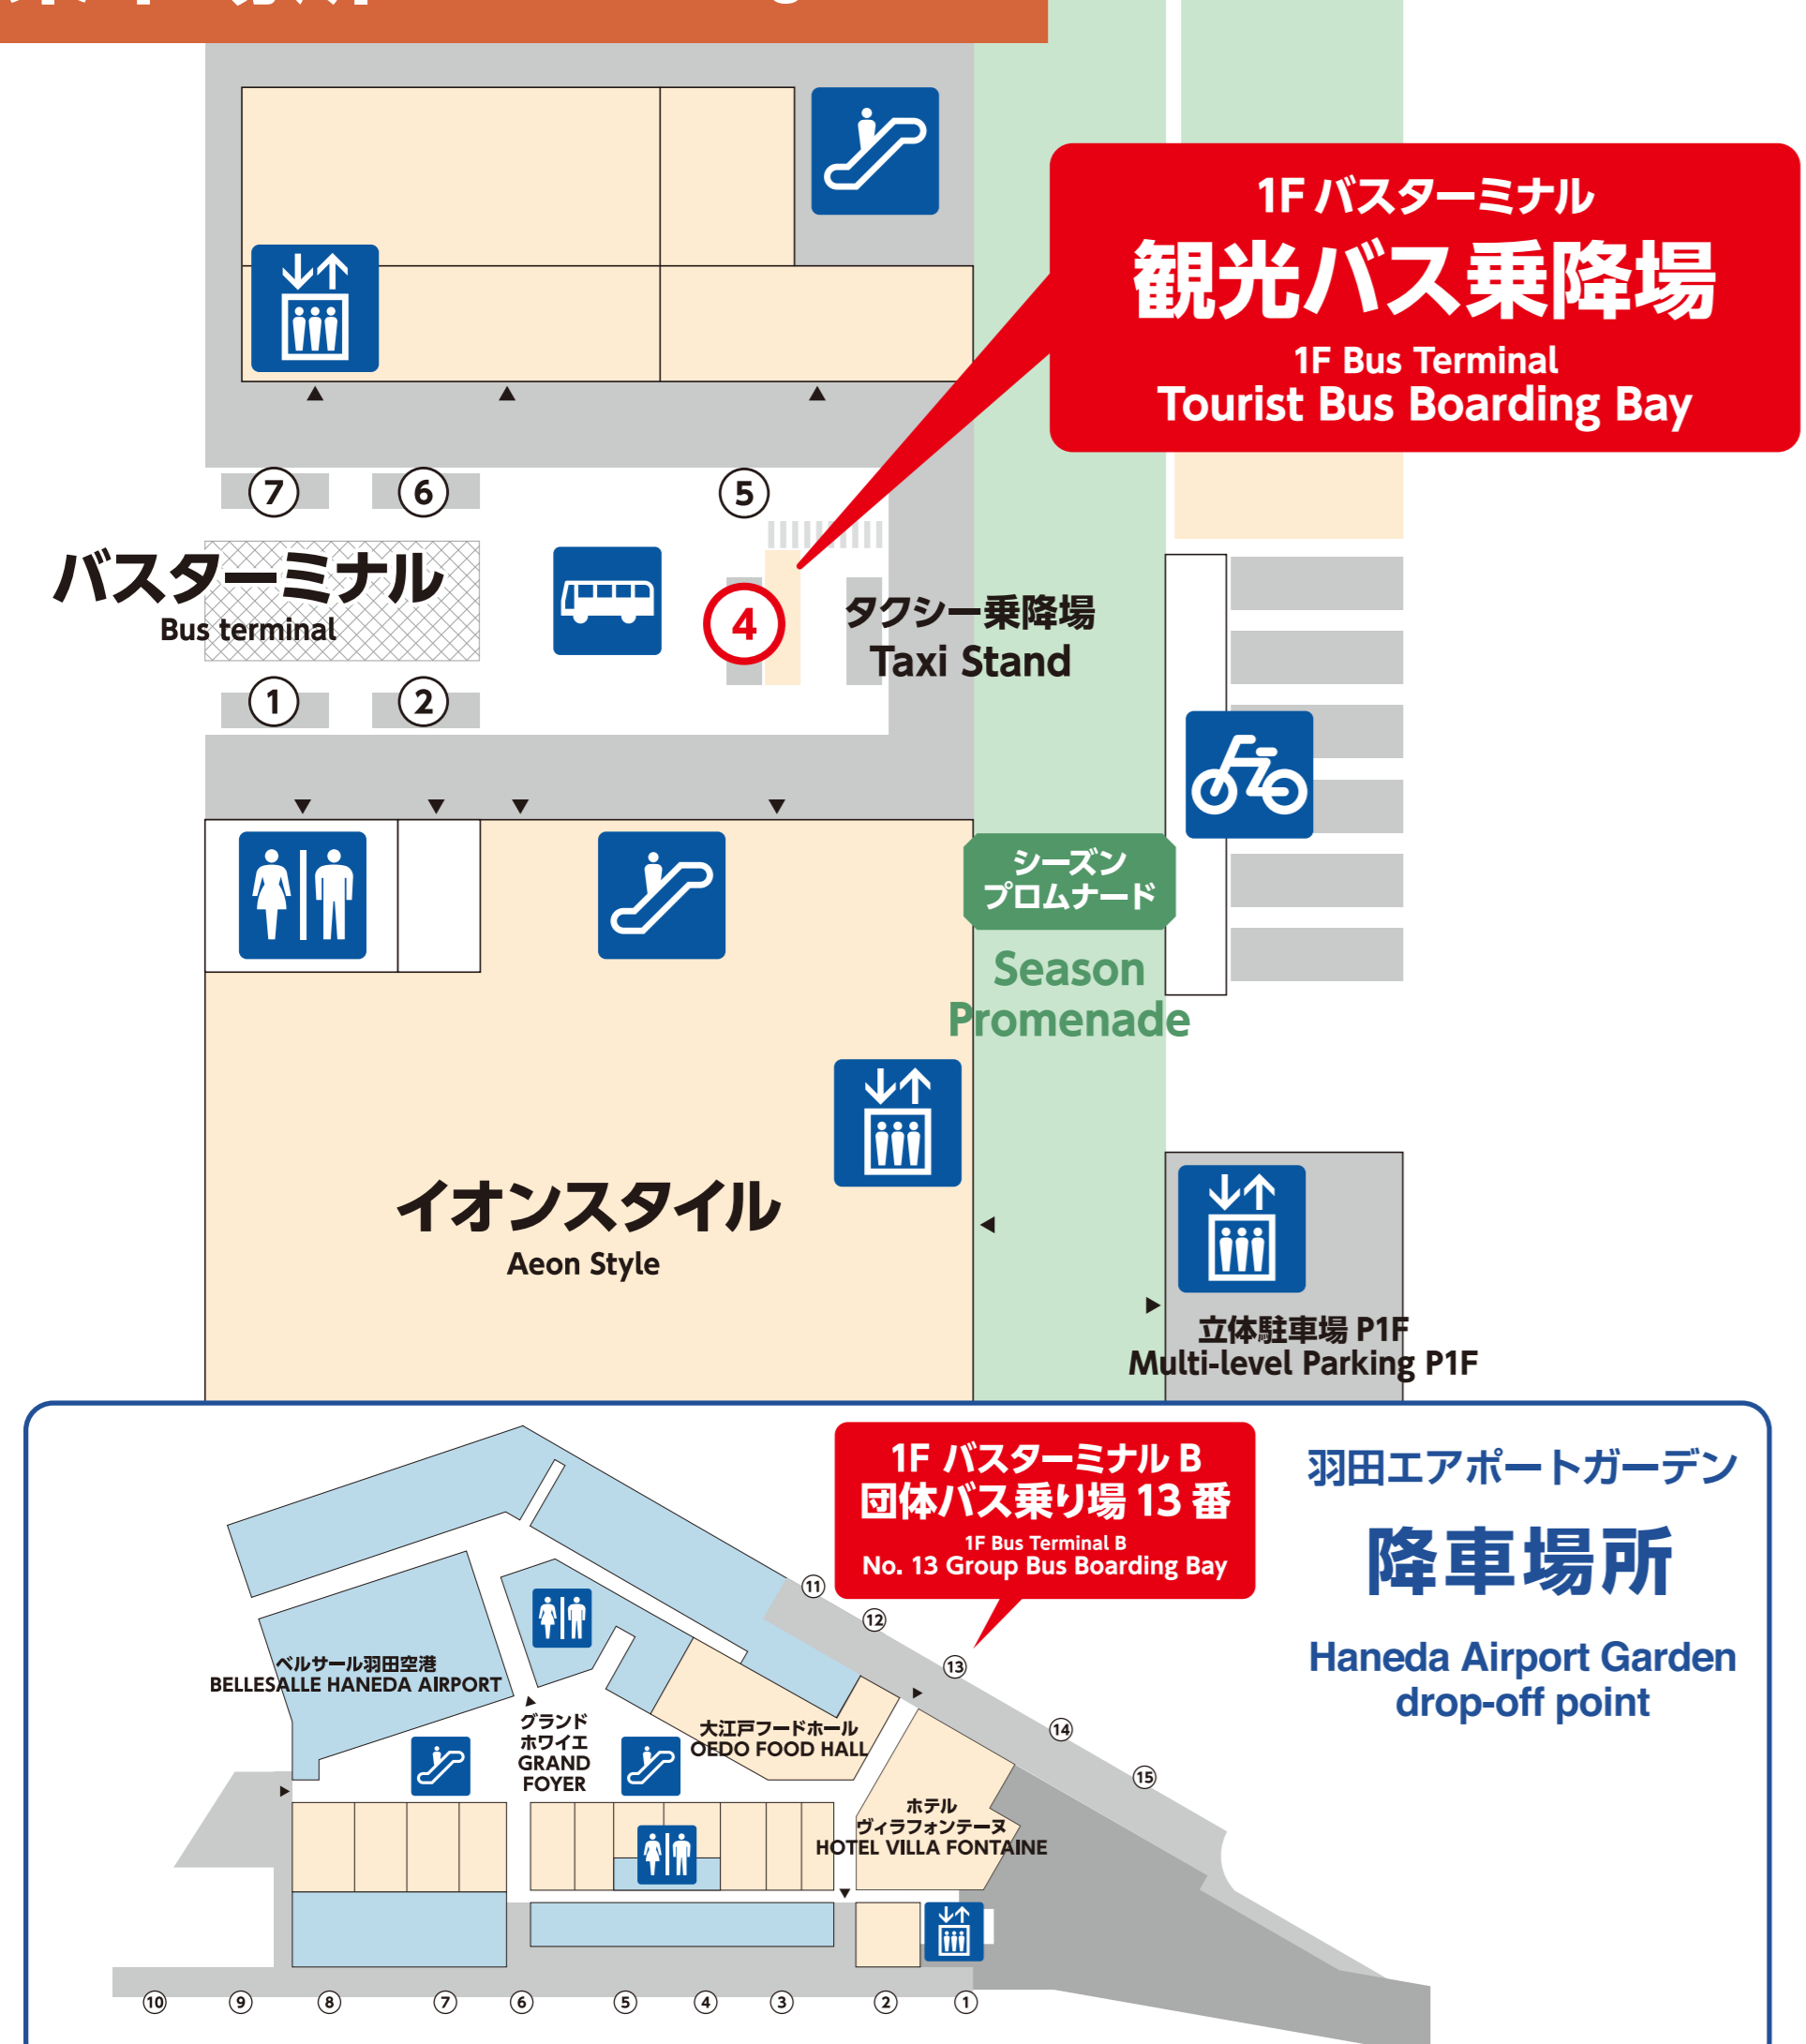 1F バスターミナル
観光バス乗降場
1F Bus Terminal
Tourist Bus Boarding Bay
7
6
5
バスターミナル
Bus terminal
4
タクシー乗降場
Taxi Stand
1
2
シーズン
プロムナード
Season
Promenade
イオンスタイル
Aeon Style
立体駐車場 P1F
Multi-level Parking P1F
1F バスターミナル B
団体バス乗り場 13 番
1F Bus Terminal B
No. 13 Group Bus Boarding Bay
羽田エアポートガーデン
降車場所
Haneda Airport Garden
drop-off point
11
12
13
14
15
ベルサール羽田空港
BELLESALLE HANEDA AIRPORT
グランド
ホワイエ
GRAND
FOYER
大江戸フードホール
OEDO FOOD HALL
ホテル
ヴィラフォンテーヌ
HOTEL VILLA FONTAINE
10
9
8
7
6
5
4
3
2
1